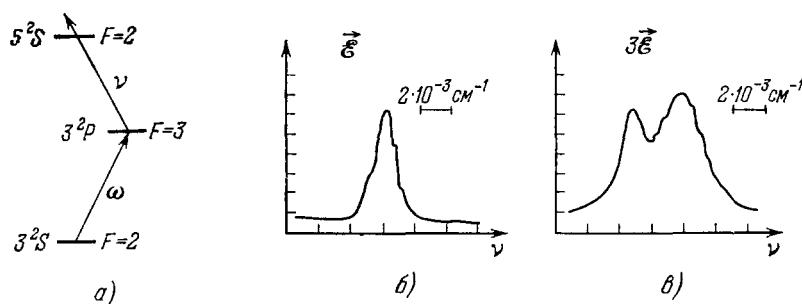 5²S F=2
ν
3²P F=3
ω
3²S F=2
а)
ℰ⃗
2·10⁻³см⁻¹
ν
б)
3ℰ⃗
2·10⁻³см⁻¹
ν
в)